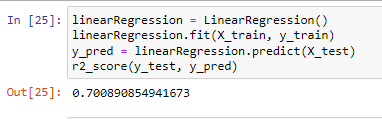 In [25]: linearRegression = LinearRegression()
linearRegression.fit(X_train, y_train)
y_pred = linearRegression.predict(X_test)
r2_score(y_test, y_pred)
Out[25]: 0.700890854941673